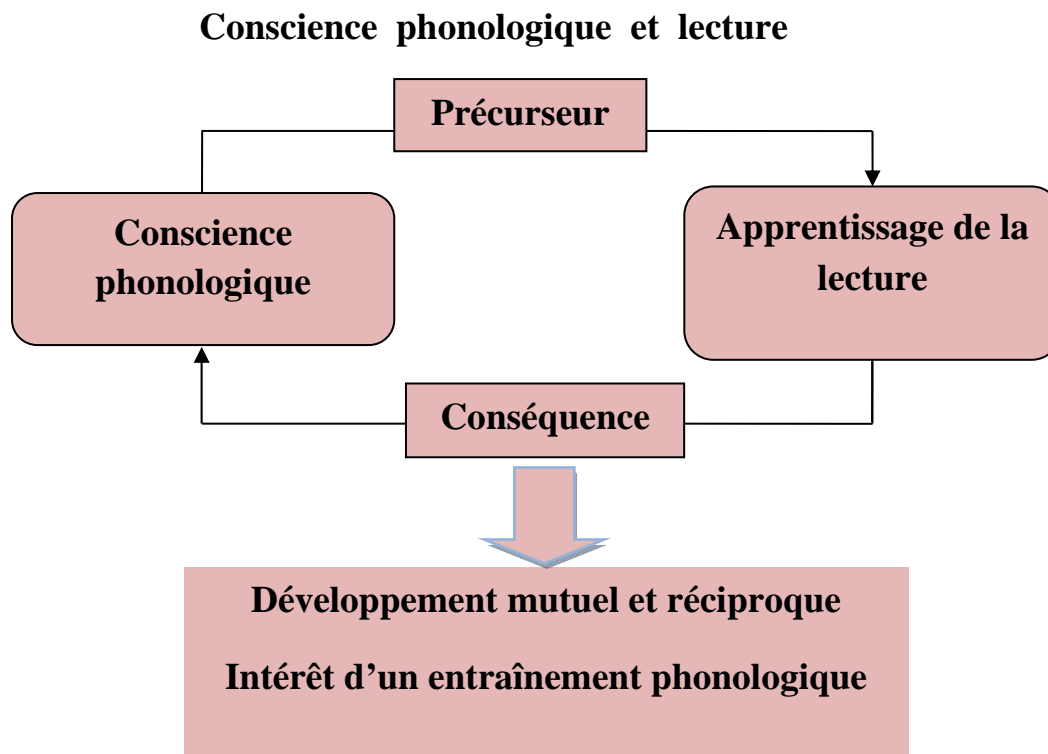 Conscience phonologique et lecture
Précurseur
Conscience
phonologique
Apprentissage de la
lecture
Conséquence
Développement mutuel et réciproque
Intérêt d’un entraînement phonologique